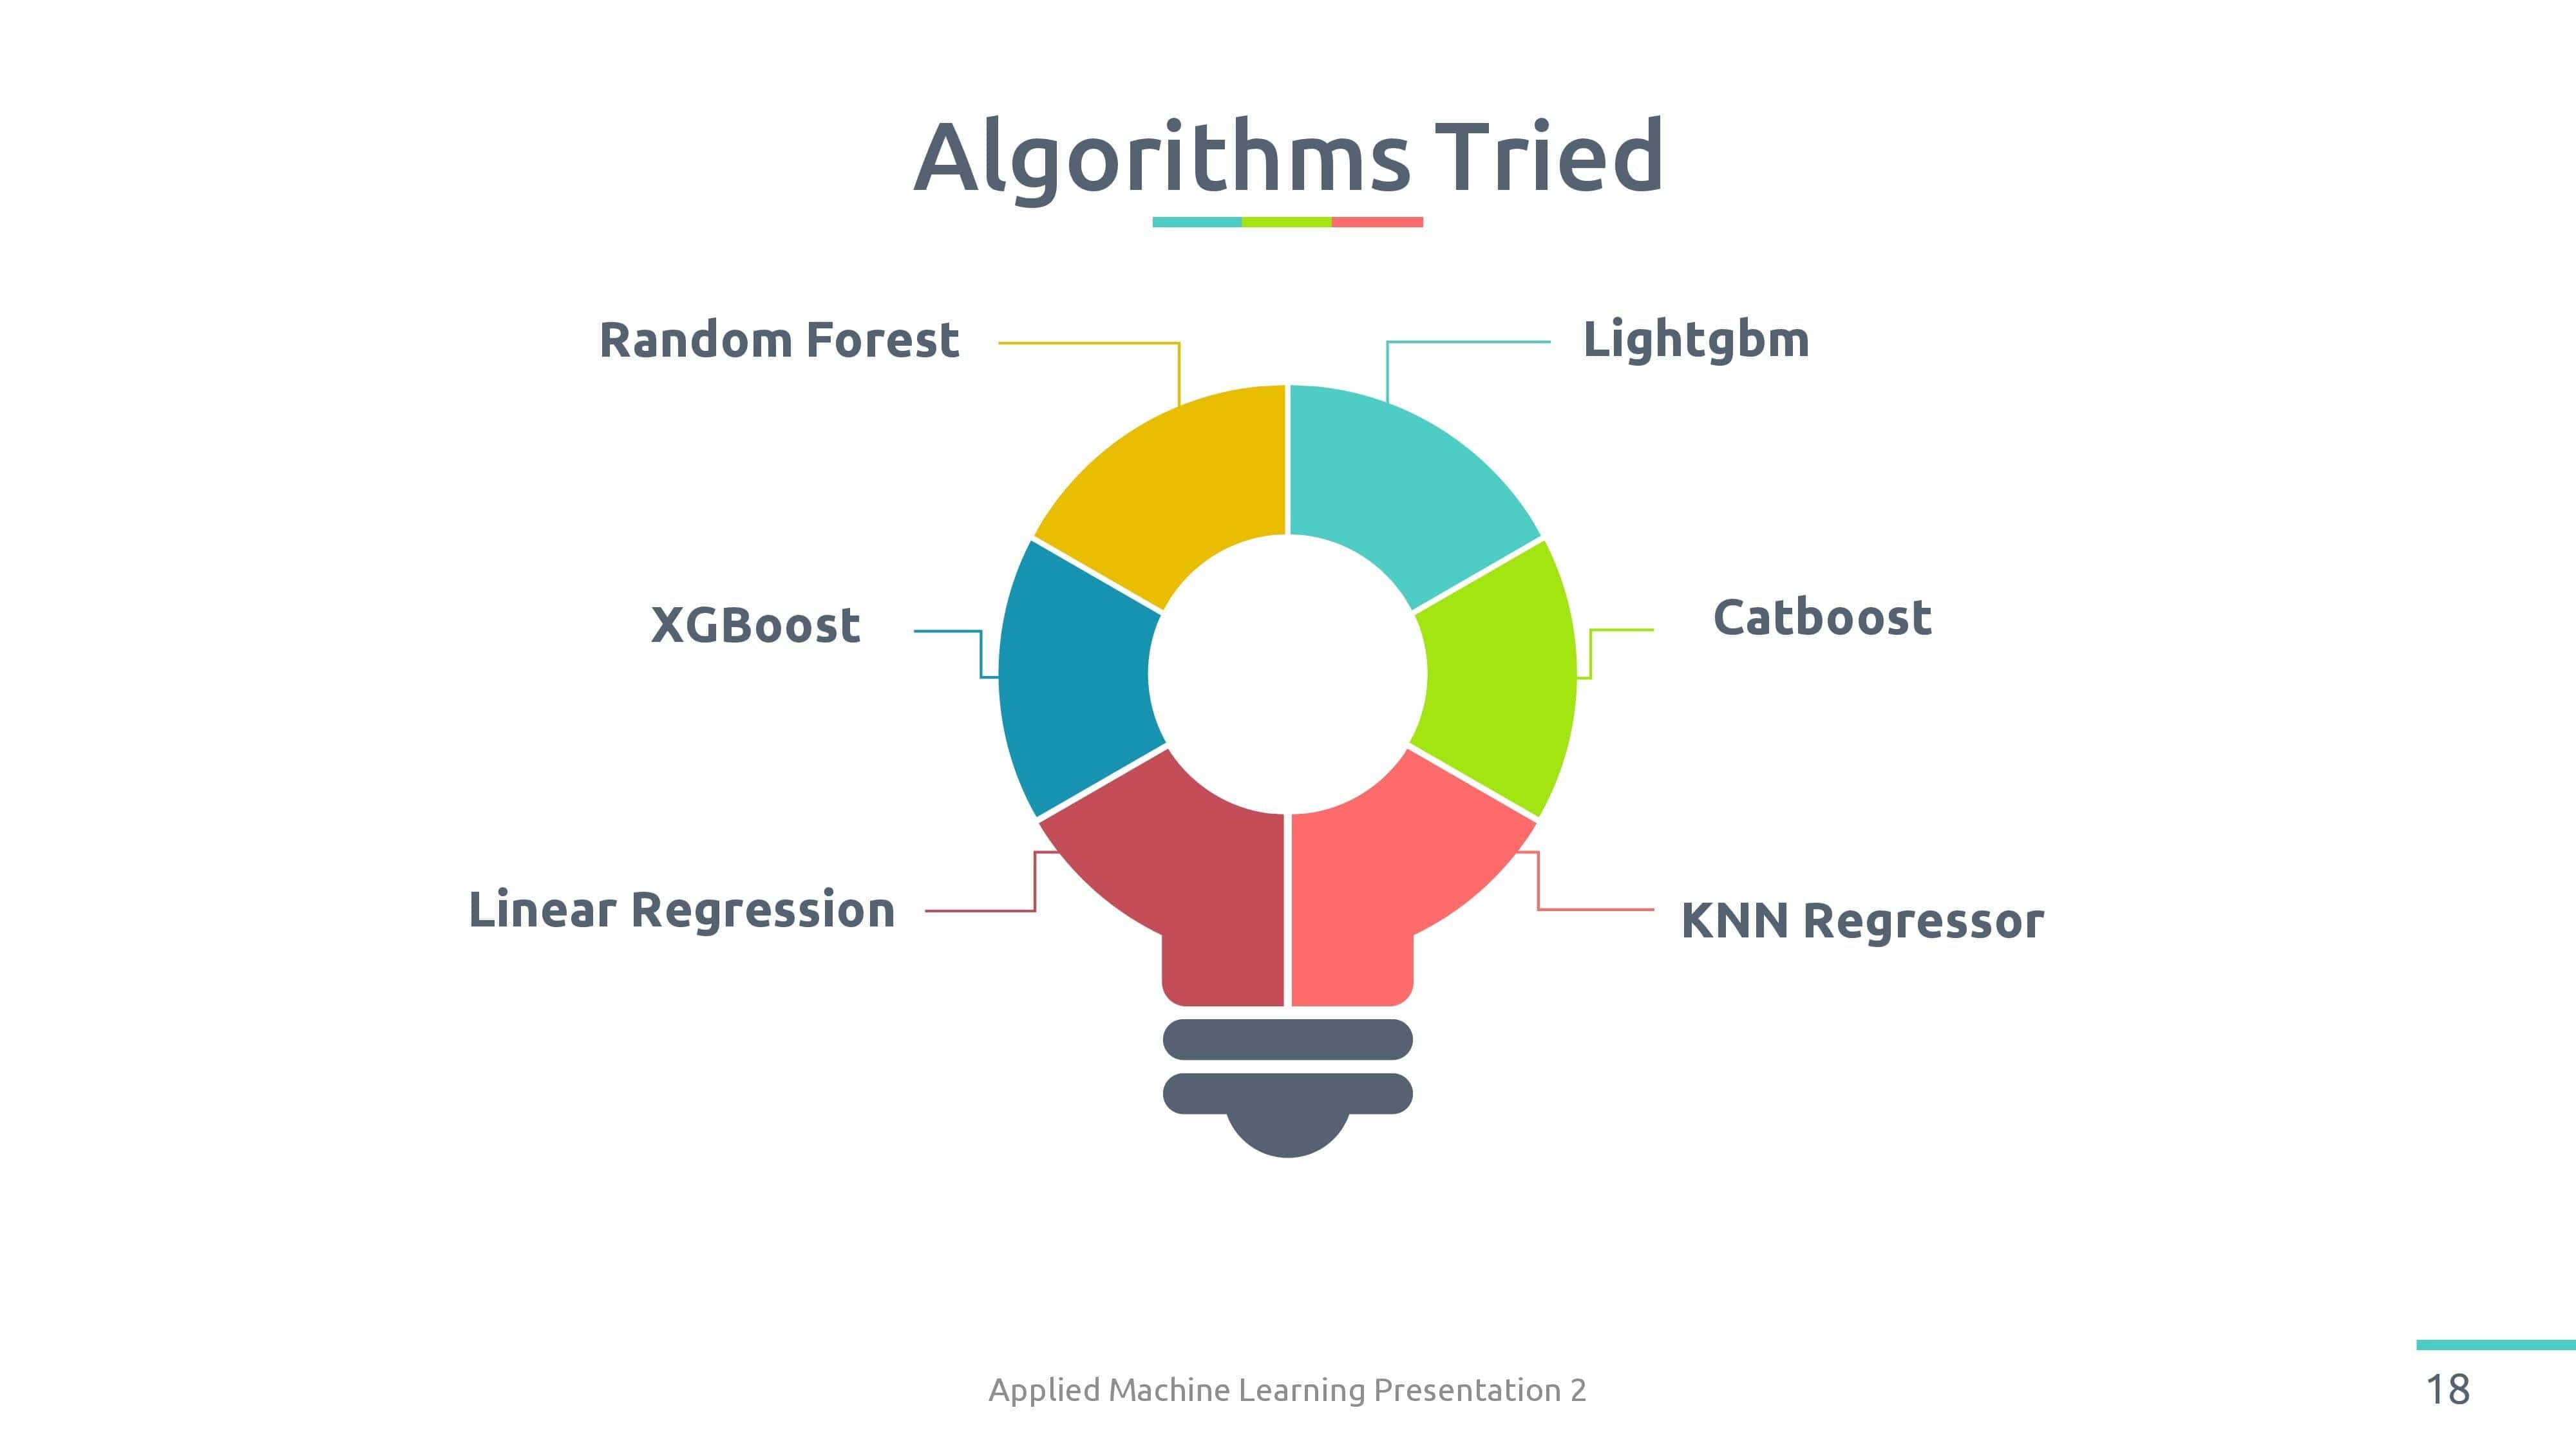 Algorithms Tried
Random Forest
Lightgbm
XGBoost
Catboost
Linear Regression
KNN Regressor
Applied Machine Learning Presentation 2
18